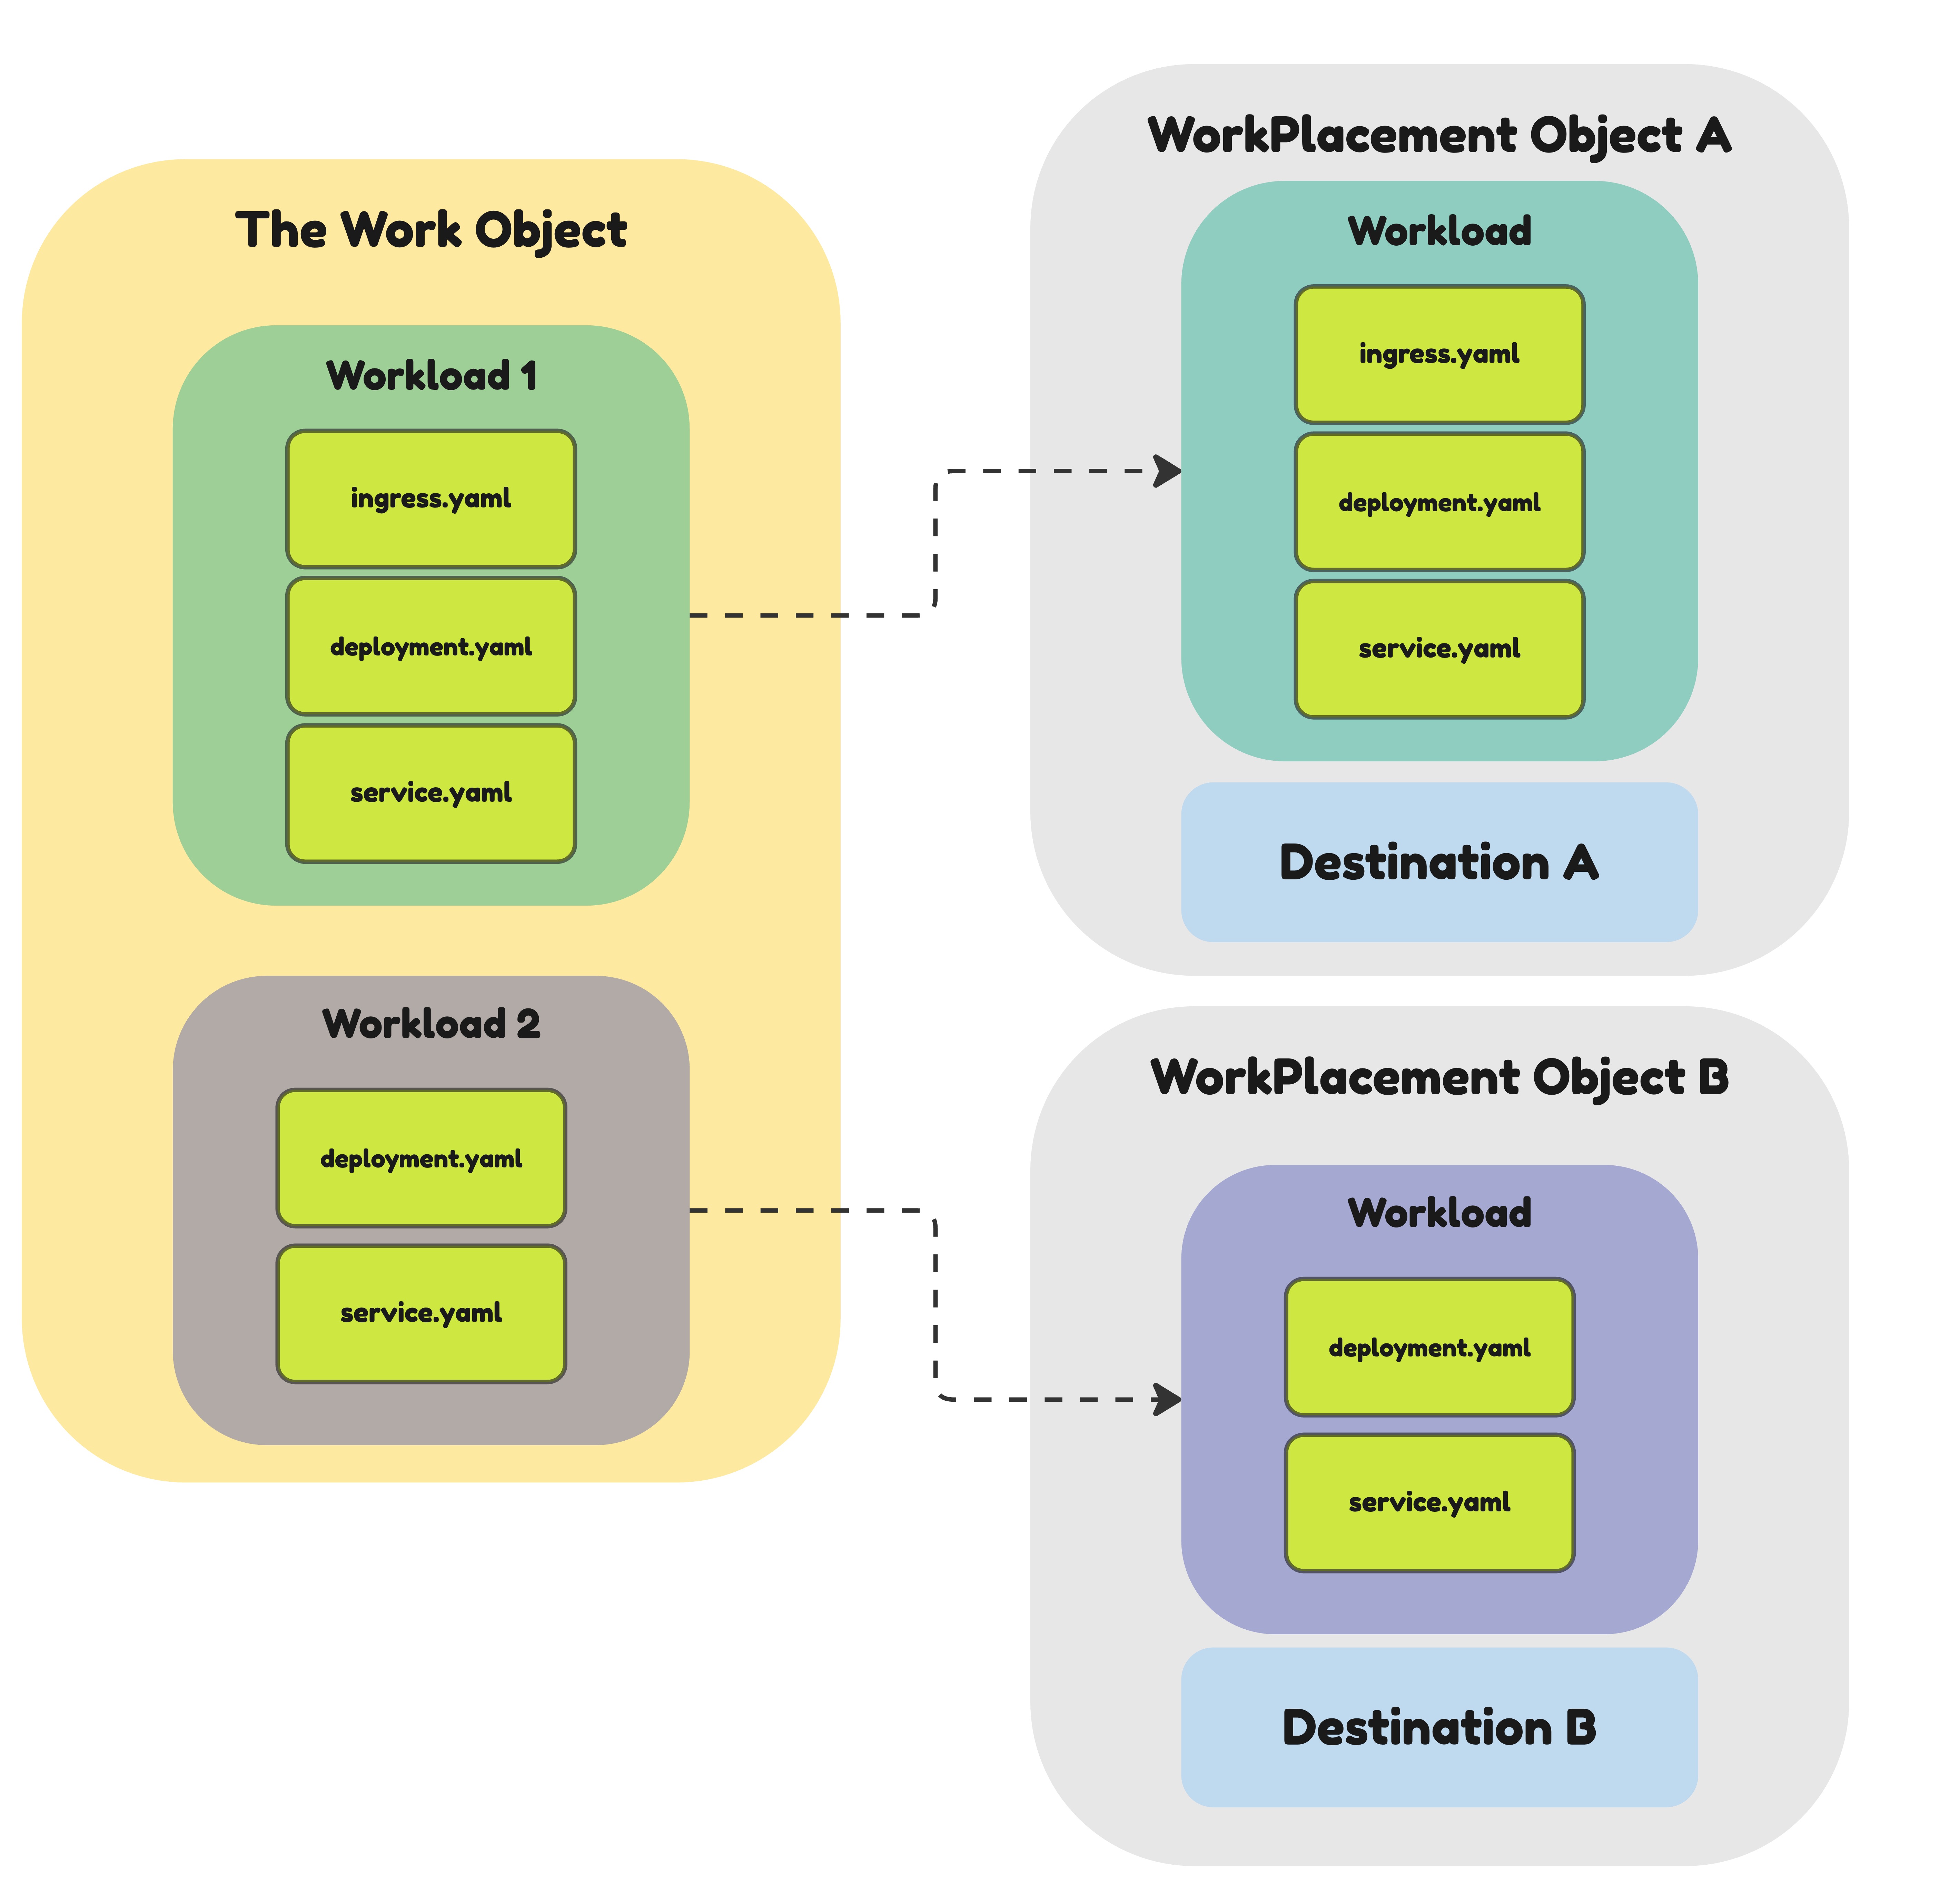 The Work Object
Workload 1
ingress.yaml
deployment.yaml
service.yaml
Workload 2
deployment.yaml
service.yaml
WorkPlacement Object A
Workload
ingress.yaml
deployment.yaml
service.yaml
Destination A
WorkPlacement Object B
Workload
deployment.yaml
service.yaml
Destination B